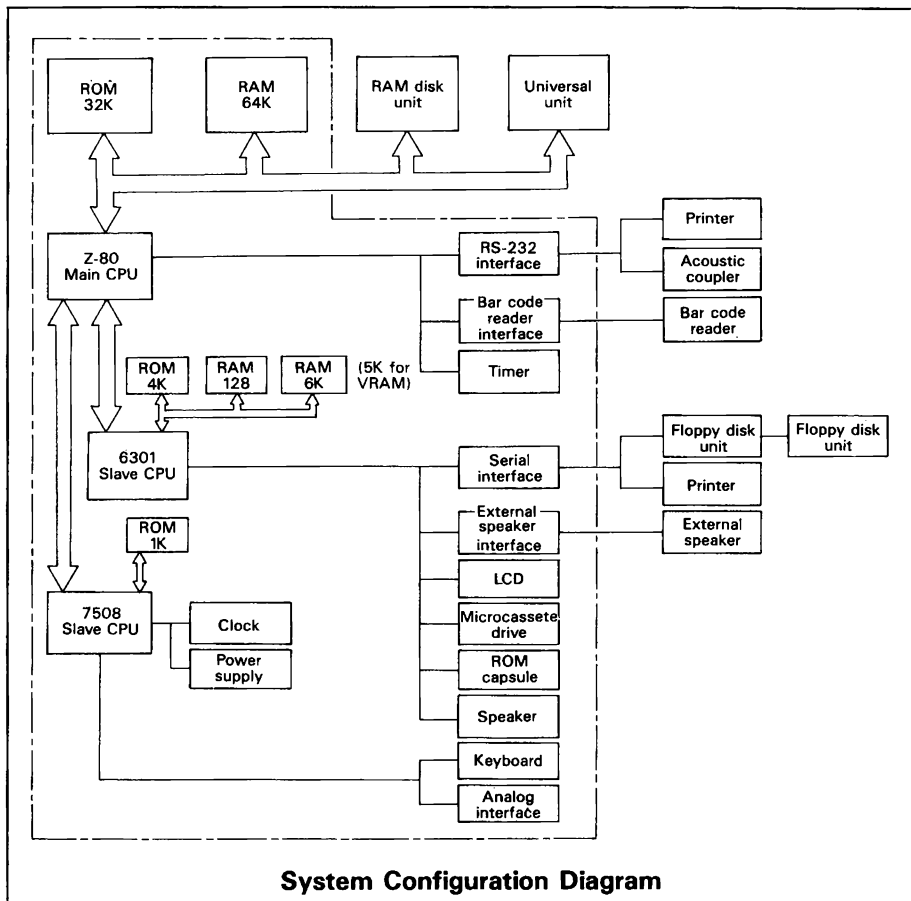 ROM
32K
RAM
64K
RAM disk
unit
Universal
unit
Z-80
Main CPU
RS-232
interface
Printer
Acoustic
coupler
Bar code
reader
interface
Bar code
reader
Timer
ROM
4K
RAM
128
RAM
6K
(5K for
VRAM)
6301
Slave CPU
Serial
interface
Floppy disk
unit
Floppy disk
unit
Printer
External
speaker
interface
External
speaker
ROM
1K
LCD
7508
Slave CPU
Clock
Power
supply
Microcassete
drive
ROM
capsule
Speaker
Keyboard
Analog
interface
System Configuration Diagram